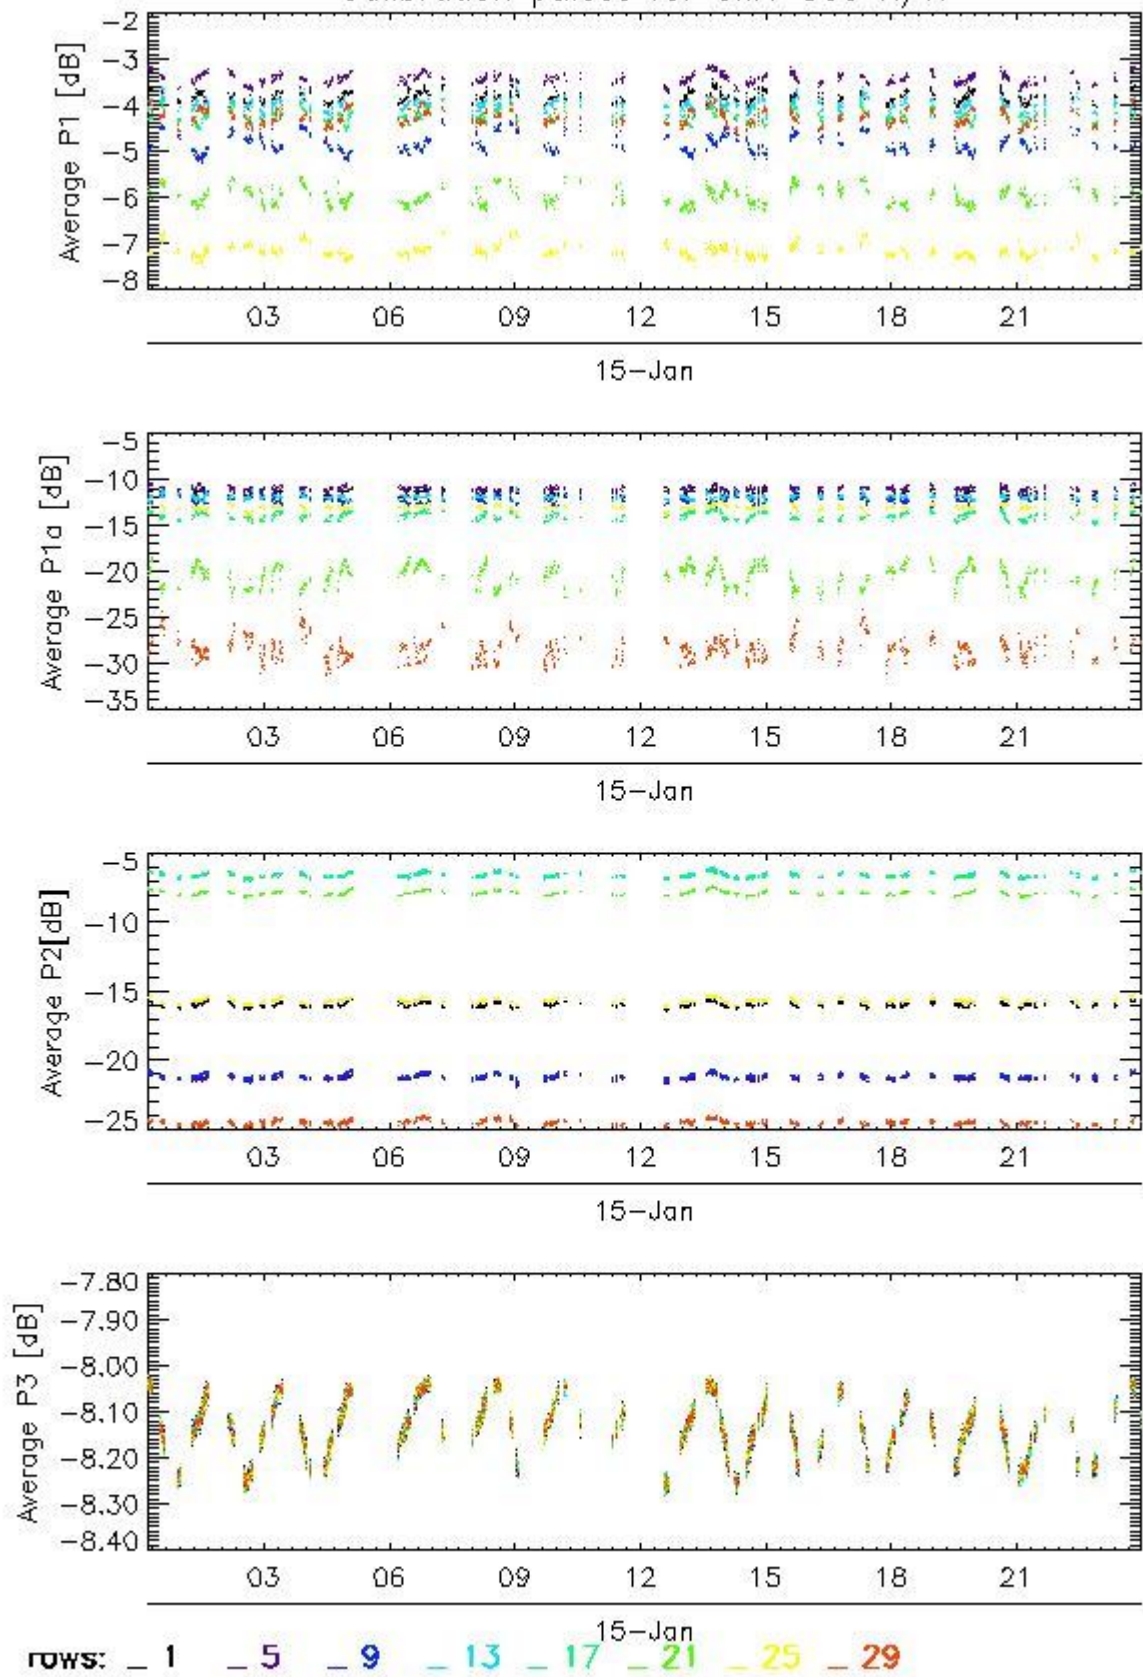 Average P1 [dB]
-2
-3
-4
-5
-6
-7
-8
03 06 09 12 15 18 21
15-Jan
Average P1a [dB]
-5
-10
-15
-20
-25
-30
-35
03 06 09 12 15 18 21
15-Jan
Average P2[dB]
-5
-10
-15
-20
-25
03 06 09 12 15 18 21
15-Jan
Average P3 [dB]
-7.80
-7.90
-8.00
-8.10
-8.20
-8.30
-8.40
03 06 09 12 15 18 21
15-Jan
rows: _ 1 _ 5 _ 9 _ 13 _ 17 _ 21 _ 25 _ 29